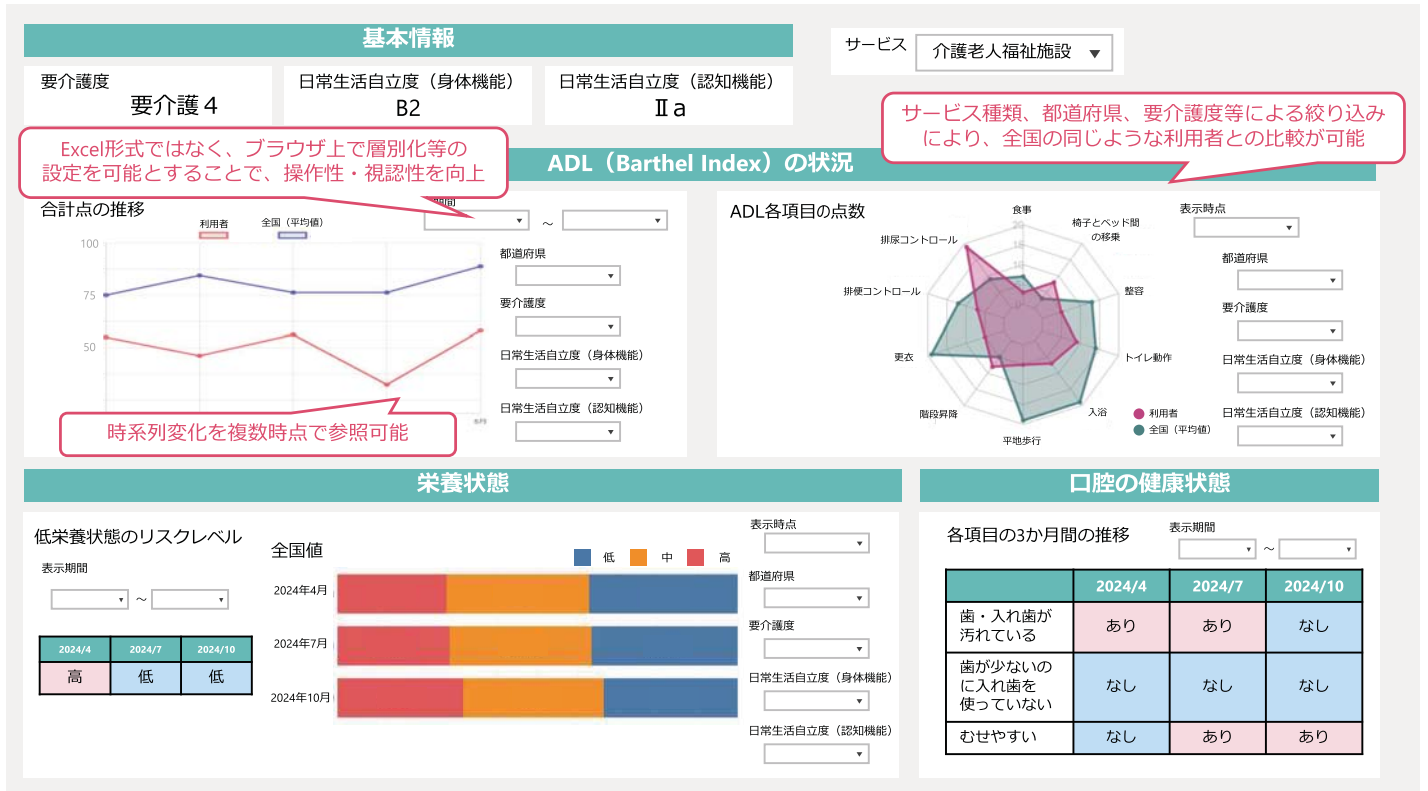 基本情報
サービス
介護老人福祉施設
要介護度
要介護４
日常生活自立度（身体機能）
B2
日常生活自立度（認知機能）
Ⅱa
サービス種類、都道府県、要介護度等による絞り込み
により、全国の同じような利用者との比較が可能
Excel形式ではなく、ブラウザ上で層別化等の
設定を可能とすることで、操作性・視認性を向上
ADL（Barthel Index）の状況
合計点の推移
利用者
全国（平均値）
100
75
50
～
都道府県
要介護度
日常生活自立度（身体機能）
日常生活自立度（認知機能）
時系列変化を複数時点で参照可能
ADL各項目の点数
食事
椅子とベッド間
の移乗
整容
トイレ動作
入浴
平地歩行
階段昇降
更衣
排便コントロール
排尿コントロール
利用者
全国（平均値）
表示時点
都道府県
要介護度
日常生活自立度（身体機能）
日常生活自立度（認知機能）
栄養状態
低栄養状態のリスクレベル
表示期間
～
2024/4 2024/7 2024/10
高 低 低
全国値
低 中 高
2024年4月
2024年7月
2024年10月
表示時点
都道府県
要介護度
日常生活自立度（身体機能）
日常生活自立度（認知機能）
口腔の健康状態
各項目の3か月間の推移
表示期間
～
2024/4 2024/7 2024/10
歯・入れ歯が
汚れている
あり あり なし
歯が少ないの
に入れ歯を
使っていない
なし なし なし
むせやすい なし あり あり